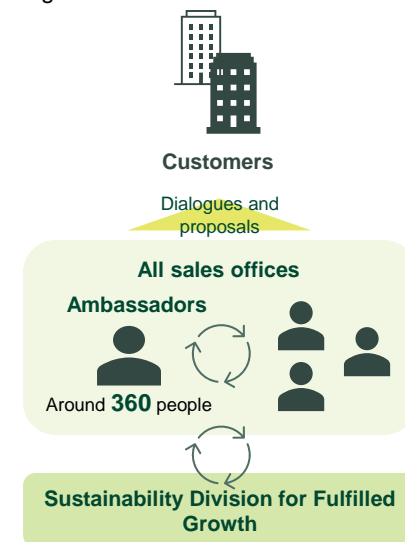 Customers
Dialogues and
proposals
All sales offices
Ambassadors
Around 360 people
Sustainability Division for Fulfilled
Growth